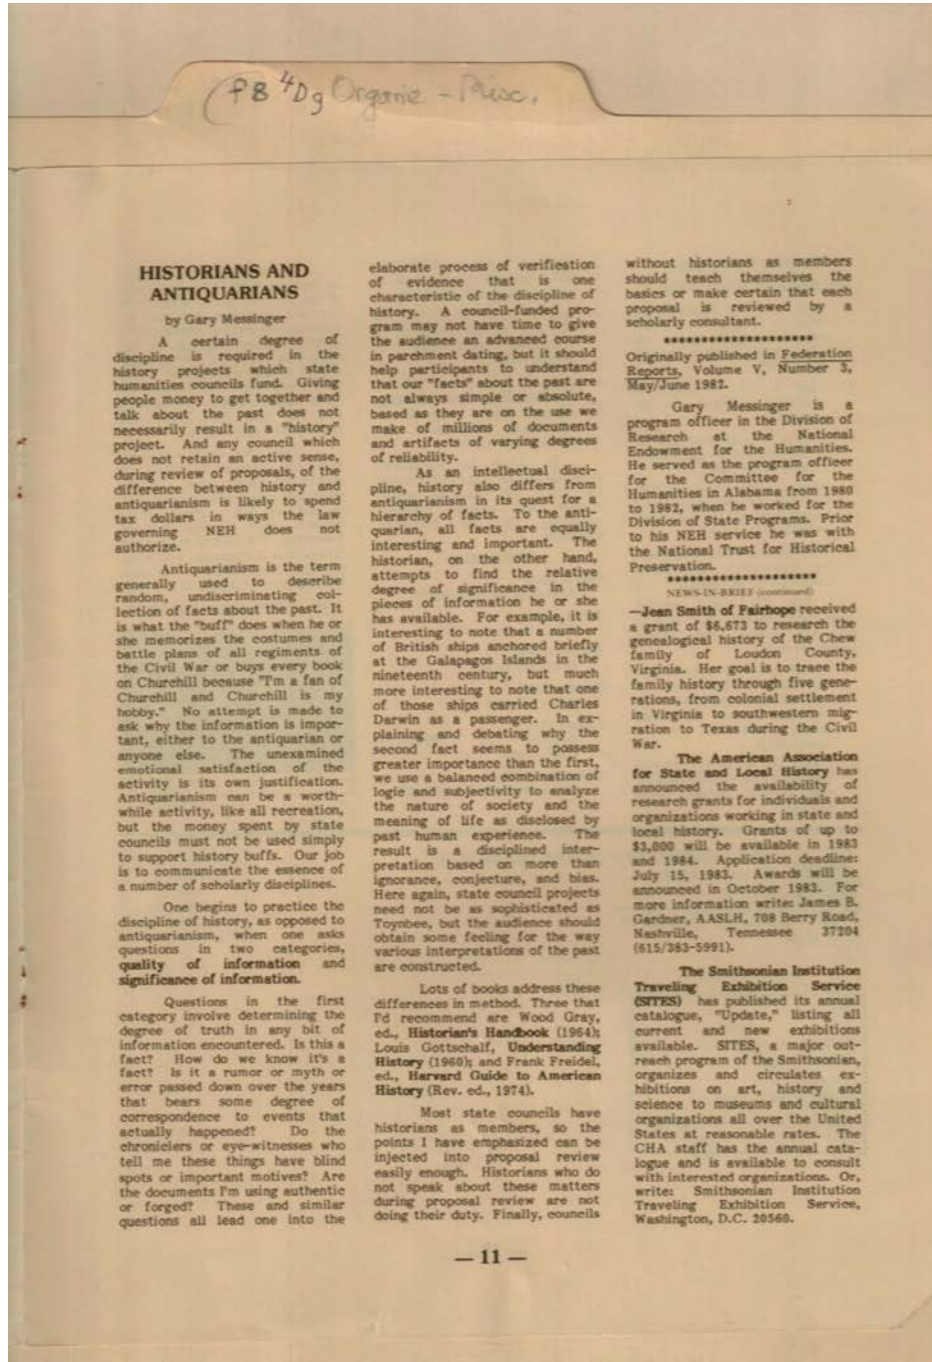 (f8 4Dg Organiz - Misc.
HISTORIANS AND
ANTIQUARIANS
by Gary Messinger
A certain degree of
discipline is required in the
history projects which state
humanities councils fund. Giving
people money to get together and
talk about the past does not
necessarily result in a "history"
project. And any council which
does not retain an active sense,
during review of proposals, of the
difference between history and
antiquarianism is likely to spend
tax dollars in ways the law
governing NEH does not
authorize.
Antiquarianism is the term
generally used to describe
random, undiscriminating col-
lection of facts about the past. It
is what the "buff" does when he or
she memorizes the costumes and
battle plans of all regiments of
the Civil War or buys every book
on Churchill because "I'm a fan of
Churchill and Churchill is my
hobby." No attempt is made to
ask why the information is impor-
tant, either to the antiquarian or
anyone else. The unexamined
emotional satisfaction of the
activity is its own justification.
Antiquarianism can be a worth-
while activity, like all recreation,
but the money spent by state
councils must not be used simply
to support history buffs. Our job
is to communicate the essence of
a number of scholarly disciplines.
One begins to practice the
discipline of history, as opposed to
antiquarianism, when one asks
questions in two categories,
quality of information and
significance of information.
Questions in the first
category involve determining the
degree of truth in any bit of
information encountered. Is this a
fact? How do we know it's a
fact? Is it a rumor or myth or
error passed down over the years
that bears some degree of
correspondence to events that
actually happened? Do the
chroniclers or eye-witnesses who
tell me these things have blind
spots or important motives? Are
the documents I'm using authentic
or forged? These and similar
questions all lead one into the
elaborate process of verification
of evidence that is one
characteristic of the discipline of
history. A council-funded pro-
gram may not have time to give
the audience an advanced course
in parchment dating, but it should
help participants to understand
that our "facts" about the past are
not always simple or absolute,
based as they are on the use we
make of millions of documents
and artifacts of varying degrees
of reliability.
As an intellectual disci-
pline, history also differs from
antiquarianism in its quest for a
hierarchy of facts. To the anti-
quarian, all facts are equally
interesting and important. The
historian, on the other hand,
attempts to find the relative
degree of significance in the
pieces of information he or she
has available. For example, it is
interesting to note that a number
of British ships anchored briefly
at the Galapagos Islands in the
nineteenth century, but much
more interesting to note that one
of those ships carried Charles
Darwin as a passenger. In ex-
plaining and debating why the
second fact seems to possess
greater importance than the first,
we use a balanced combination of
logic and subjectivity to analyze
the nature of society and the
meaning of life as disclosed by
past human experience. The
result is a disciplined inter-
pretation based on more than
ignorance, conjecture, and bias.
Here again, state council projects
need not be as sophisticated as
Toynbee, but the audience should
obtain some feeling for the way
various interpretations of the past
are constructed.
Lots of books address these
differences in method. Three that
I'd recommend are Wood Gray,
ed., Historian's Handbook (1964);
Louis Gottschalf, Understanding
History (1960); and Frank Freidel,
ed., Harvard Guide to American
History (Rev. ed., 1974).
Most state councils have
historians as members, so the
points I have emphasized can be
injected into proposal review
easily enough. Historians who do
not speak about these matters
during proposal review are not
doing their duty. Finally, councils
without historians as members
should teach themselves the
basics or make certain that each
proposal is reviewed by a
scholarly consultant.
********************
Originally published in Federation
Reports, Volume V, Number 3,
May/June 1982.
Gary Messinger is a
program officer in the Division of
Research at the National
Endowment for the Humanities.
He served as the program officer
for the Committee for the
Humanities in Alabama from 1980
to 1982, when he worked for the
Division of State Programs. Prior
to his NEH service he was with
the National Trust for Historical
Preservation.
********************
NEWS-IN-BRIEF (continued)
—Jean Smith of Fairhope received
a grant of $6,673 to research the
genealogical history of the Chew
family of Loudon County,
Virginia. Her goal is to trace the
family history through five gene-
rations, from colonial settlement
in Virginia to southwestern mig-
ration to Texas during the Civil
War.
The American Association
for State and Local History has
announced the availability of
research grants for individuals and
organizations working in state and
local history. Grants of up to
$3,000 will be available in 1983
and 1984. Application deadline:
July 15, 1983. Awards will be
announced in October 1983. For
more information write: James B.
Gardner, AASLH, 708 Berry Road,
Nashville, Tennessee 37204
(615/383-5991).
The Smithsonian Institution
Traveling Exhibition Service
(SITES) has published its annual
catalogue, "Update," listing all
current and new exhibitions
available. SITES, a major out-
reach program of the Smithsonian,
organizes and circulates ex-
hibitions on art, history and
science to museums and cultural
organizations all over the United
States at reasonable rates. The
CHA staff has the annual cata-
logue and is available to consult
with interested organizations. Or,
write: Smithsonian Institution
Traveling Exhibition Service,
Washington, D.C. 20560.
— 11 —